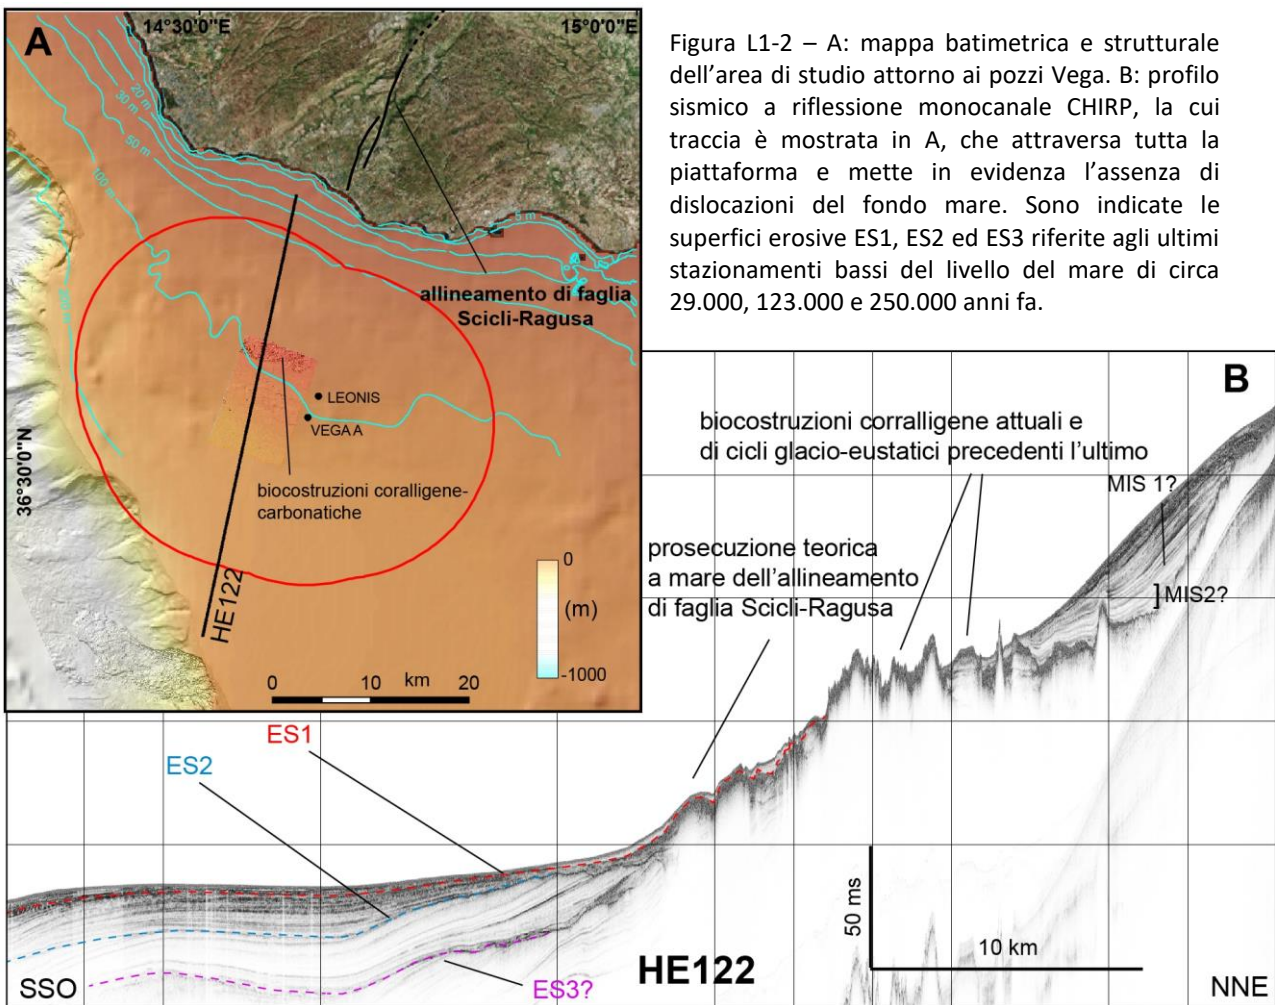 A
14°30'0"E
15°0'0"E
20 m
30 m
50 m
100 m
200 m
5 m
allineamento di faglia
Scicli-Ragusa
LEONIS
VEGA A
biocostruzioni coralligene-
carbonatiche
36°30'0"N
HE122
0
(m)
-1000
0 10 km 20
Figura L1-2 – A: mappa batimetrica e strutturale
dell'area di studio attorno ai pozzi Vega. B: profilo
sismico a riflessione monocanale CHIRP, la cui
traccia è mostrata in A, che attraversa tutta la
piattaforma e mette in evidenza l'assenza di
dislocazioni del fondo mare. Sono indicate le
superfici erosive ES1, ES2 ed ES3 riferite agli ultimi
stazionamenti bassi del livello del mare di circa
29.000, 123.000 e 250.000 anni fa.
B
biocostruzioni corralligene attuali e
di cicli glacio-eustatici precedenti l'ultimo
MIS 1?
]MIS2?
prosecuzione teorica
a mare dell'allineamento
di faglia Scicli-Ragusa
ES1
ES2
ES3?
50 ms
10 km
SSO
HE122
NNE